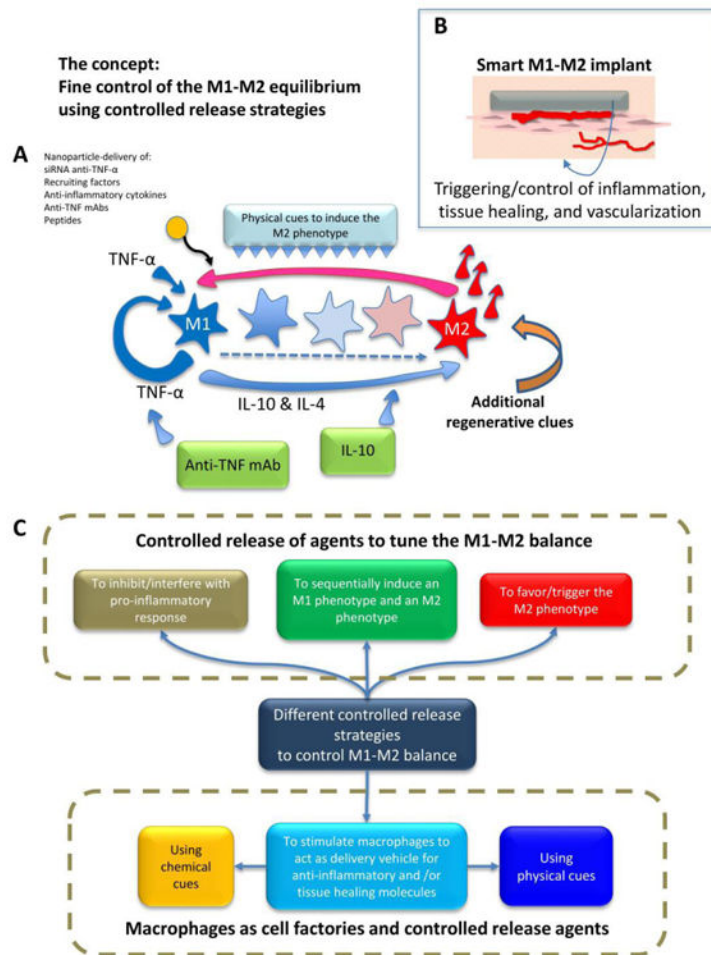 The concept:
Fine control of the M1-M2 equilibrium
using controlled release strategies
B
Smart M1-M2 implant
Triggering/control of inflammation,
tissue healing, and vascularization
A
Nanoparticle-delivery of:
siRNA anti-TNF-α
Recruiting factors
Anti-inflammatory cytokines
Anti-TNF mAbs
Peptides
Physical cues to induce the
M2 phenotype
TNF-α
M1
M2
TNF-α
IL-10 & IL-4
Additional
regenerative clues
Anti-TNF mAb
IL-10
C
Controlled release of agents to tune the M1-M2 balance
To inhibit/interfere with
pro-inflammatory
response
To sequentially induce an
M1 phenotype and an M2
phenotype
To favor/trigger the
M2 phenotype
Different controlled release
strategies
to control M1-M2 balance
Using
chemical
cues
To stimulate macrophages to
act as delivery vehicle for
anti-inflammatory and /or
tissue healing molecules
Using
physical cues
Macrophages as cell factories and controlled release agents